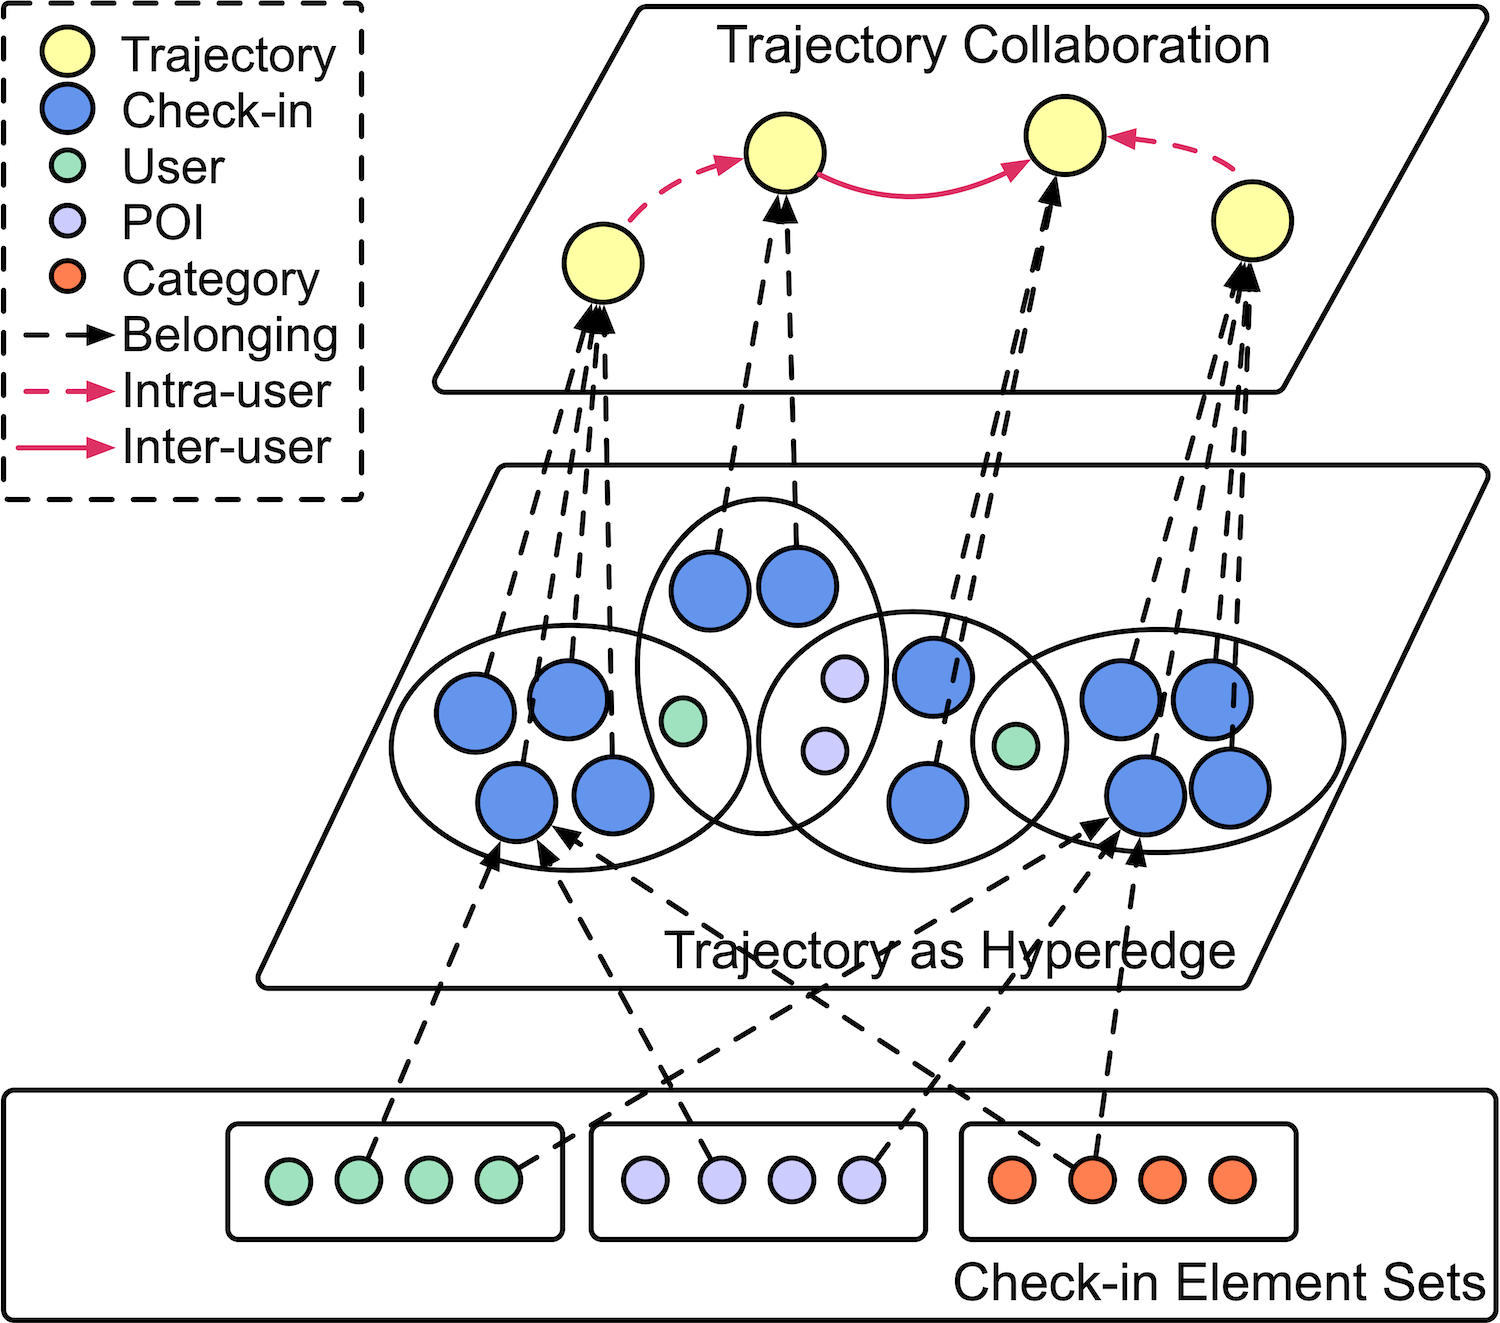 Trajectory
Check-in
User
POI
Category
Belonging
Intra-user
Inter-user
Trajectory Collaboration
Trajectory as Hyperedge
Check-in Element Sets